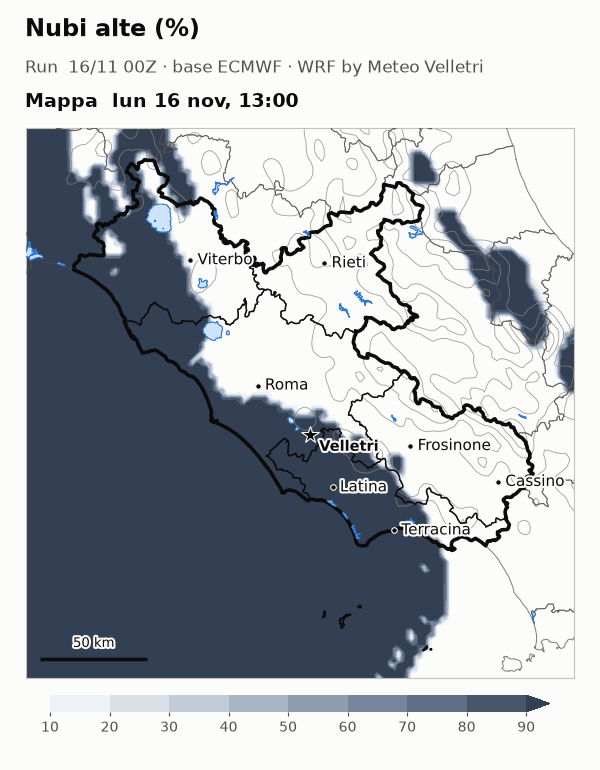 Nubi alte (%)
Run  16/11 00Z · base ECMWF · WRF by Meteo Velletri
Mappa  lun 16 nov, 13:00
Viterbo
Rieti
Roma
Velletri
Frosinone
Latina
Cassino
Terracina
50 km
10 20 30 40 50 60 70 80 90